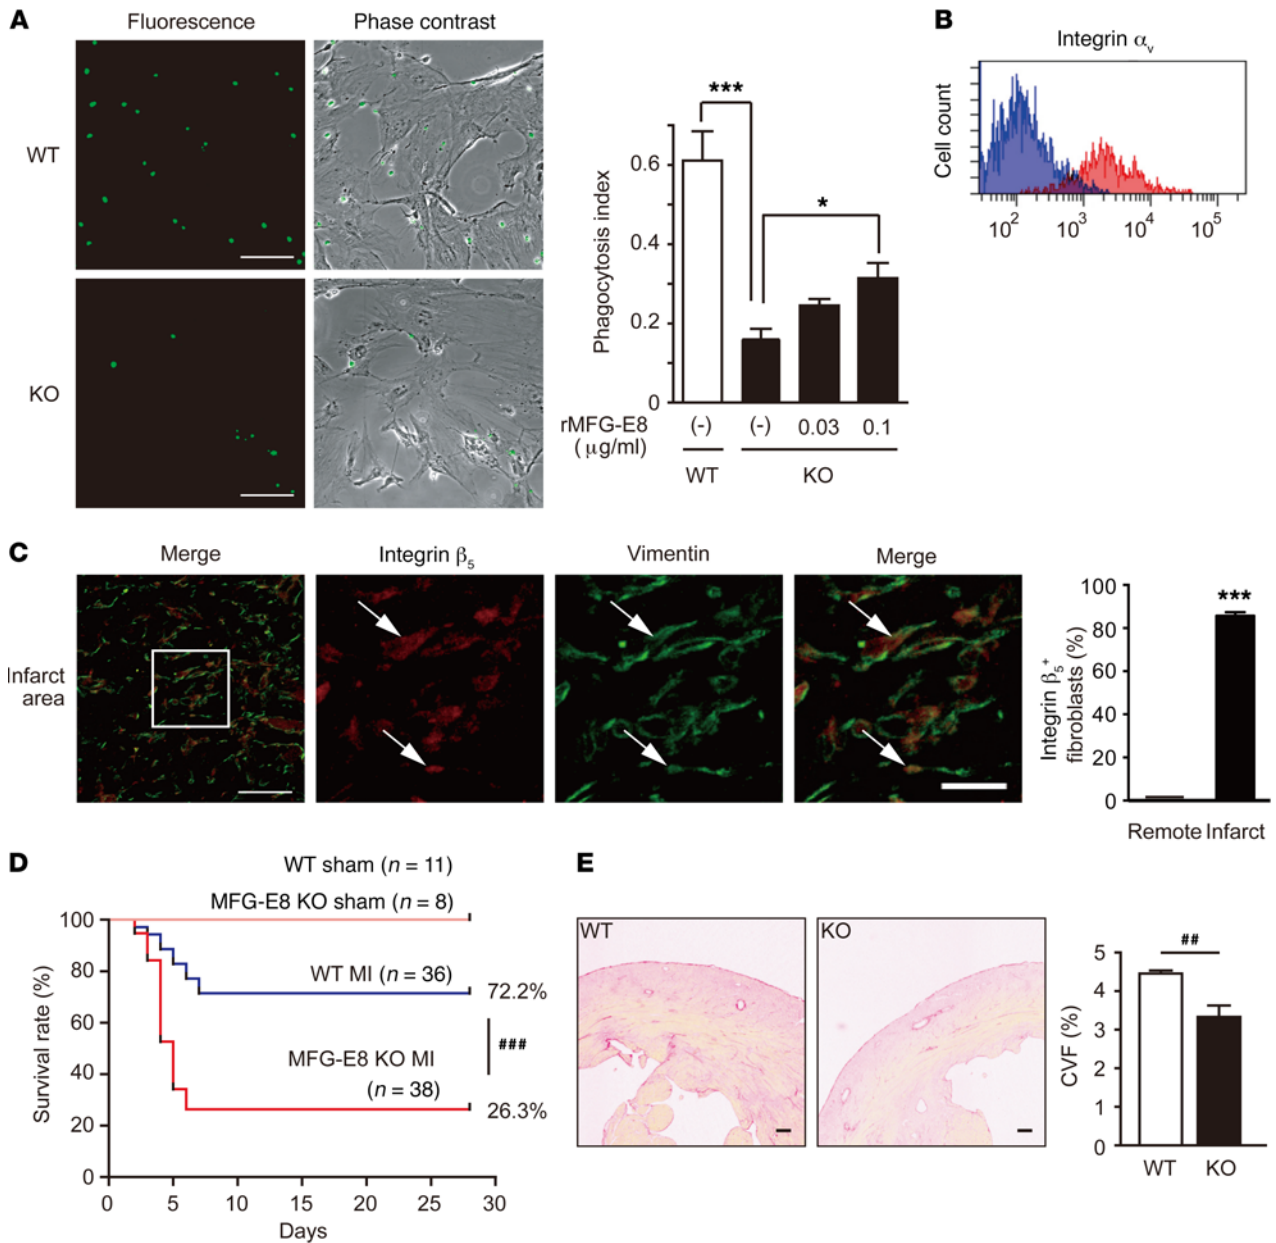 A
Fluorescence
Phase contrast
WT
KO
***
*
Phagocytosis index
0.6
0.4
0.2
0
rMFG-E8
(μg/ml)
(-)
(-)
0.03
0.1
WT
KO
B
Integrin αv
Cell count
10²
10³
10⁴
10⁵
C
Merge
Integrin β₅
Vimentin
Merge
Infarct
area
Integrin β₅⁺
fibroblasts (%)
100
80
60
40
20
0
***
Remote
Infarct
D
WT sham (n = 11)
MFG-E8 KO sham (n = 8)
WT MI (n = 36)
72.2%
###
MFG-E8 KO MI
(n = 38)
26.3%
Survival rate (%)
100
80
60
40
20
0
0
5
10
15
20
25
30
Days
E
WT
KO
##
CVF (%)
5
4
3
2
1
0
WT
KO